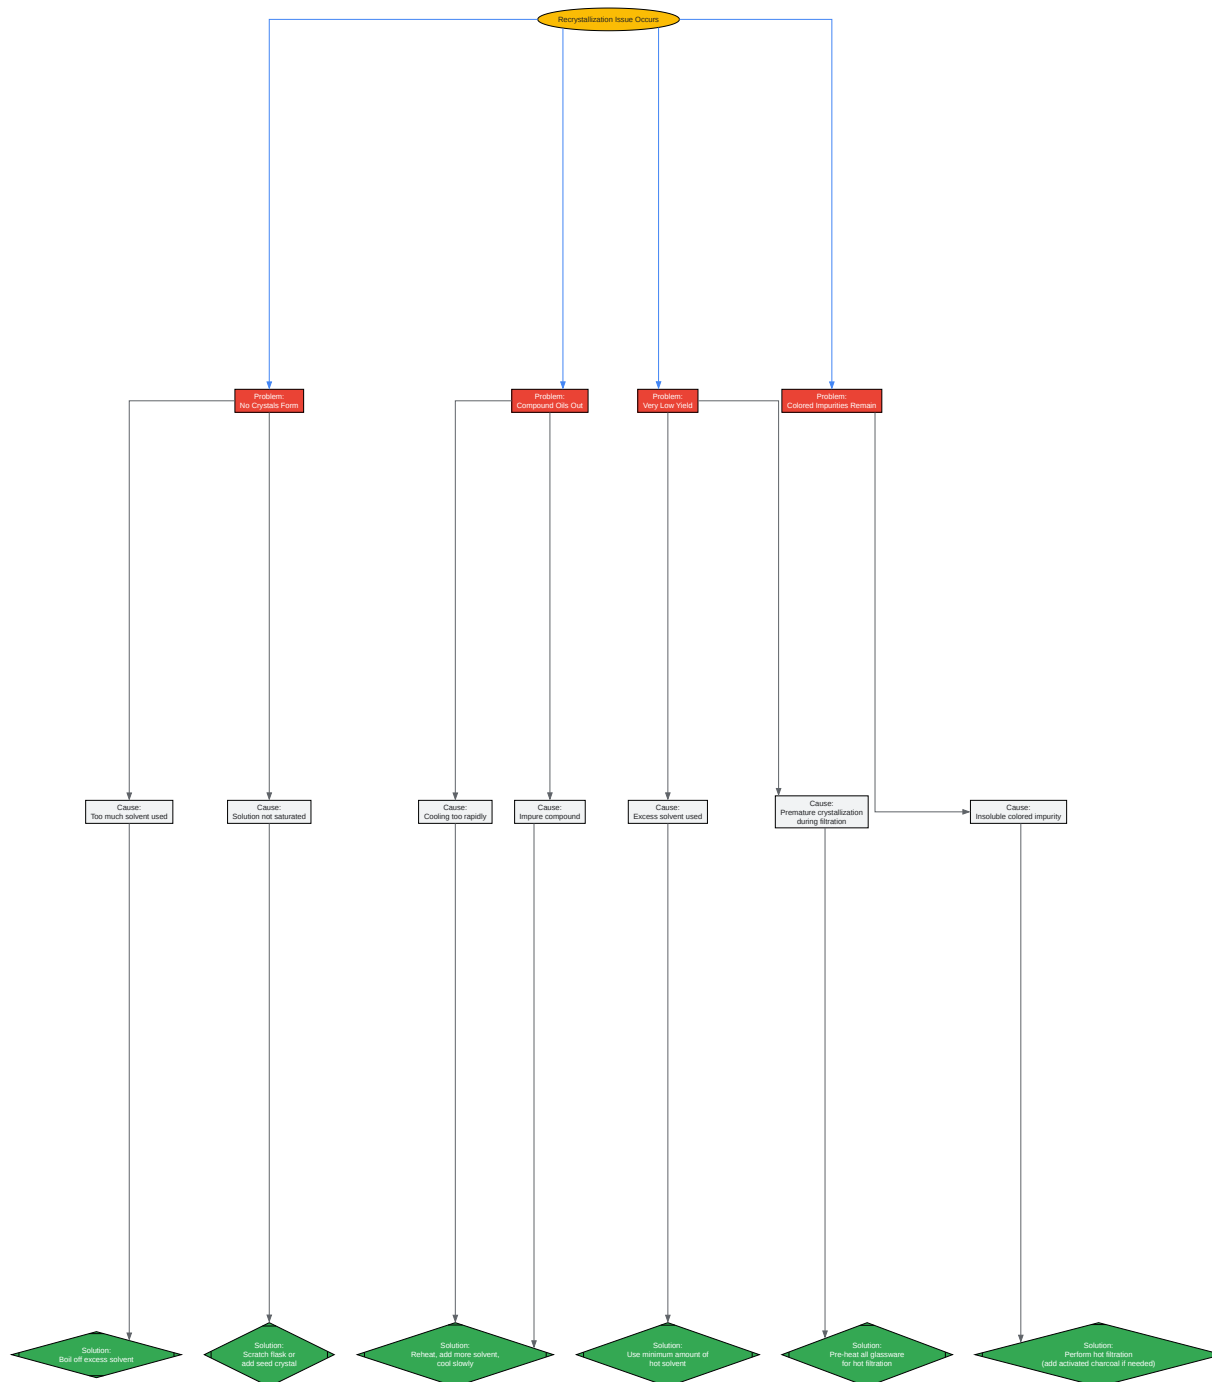 Recrystallization Issue Occurs
Problem:
No Crystals Form
Problem:
Compound Oils Out
Problem:
Very Low Yield
Problem:
Colored Impurities Remain
Cause:
Too much solvent used
Cause:
Solution not saturated
Cause:
Cooling too rapidly
Cause:
Impure compound
Cause:
Excess solvent used
Cause:
Premature crystallization
during filtration
Cause:
Insoluble colored impurity
Solution:
Boil off excess solvent
Solution:
Scratch flask or
add seed crystal
Solution:
Reheat, add more solvent,
cool slowly
Solution:
Use minimum amount of
hot solvent
Solution:
Pre-heat all glassware
for hot filtration
Solution:
Perform hot filtration
(add activated charcoal if needed)